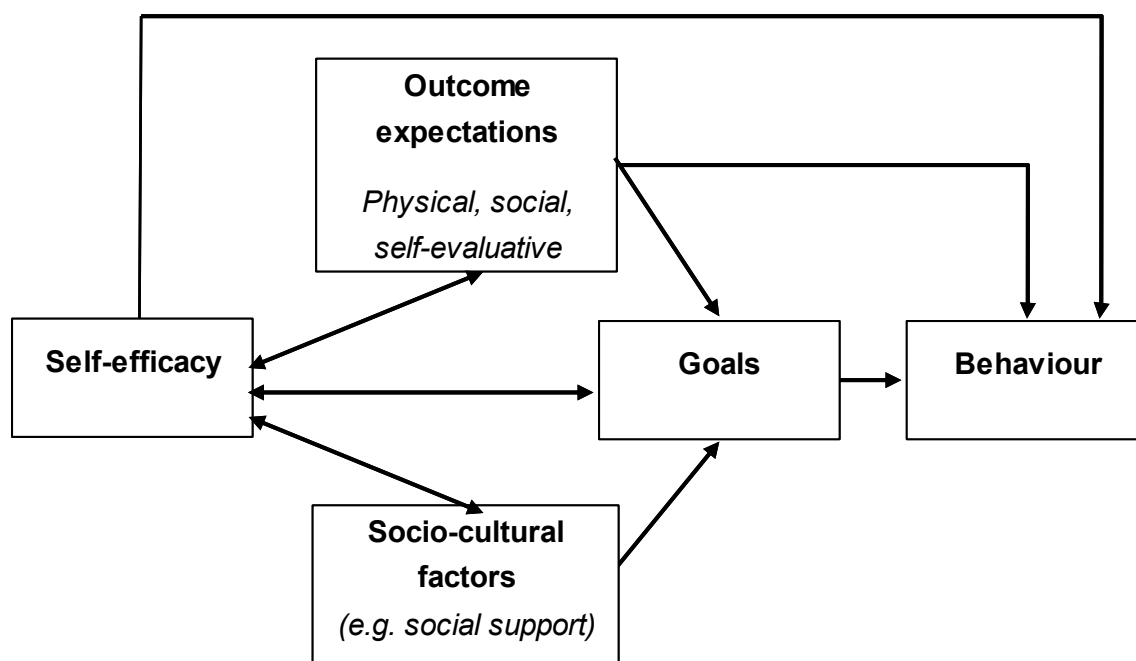 Outcome
expectations
Physical, social,
self-evaluative
Self-efficacy
Goals
Behaviour
Socio-cultural
factors
(e.g. social support)